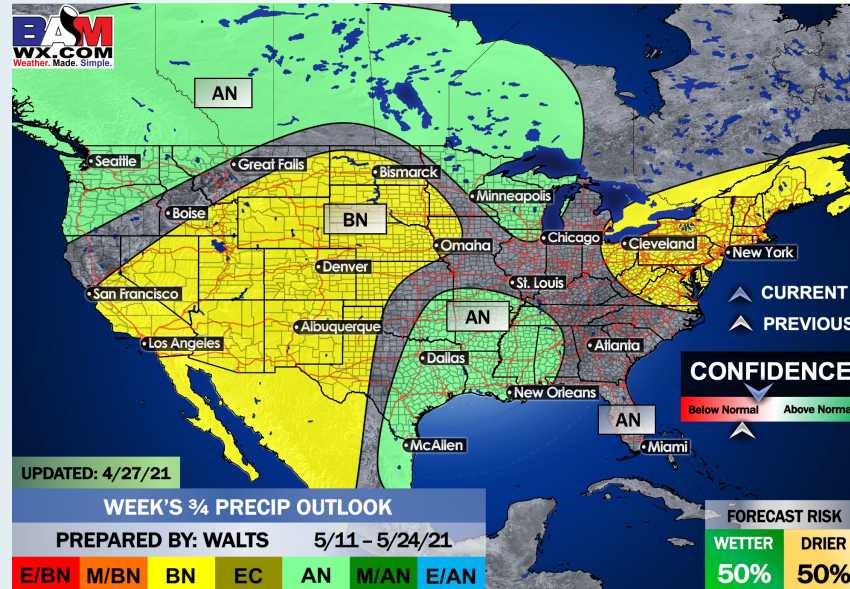 BAM
WX.COM
Weather. Made. Simple.
AN
Seattle
Great Falls
Bismarck
Minneapolis
Boise
BN
Omaha
Chicago
Cleveland
New York
Denver
St. Louis
San Francisco
CURRENT
AN
PREVIOUS
Albuquerque
Los Angeles
Dallas
Atlanta
CONFIDENCE
New Orleans
Below Normal
Above Norma
AN
McAllen
Miami
UPDATED: 4/27/21
WEEK'S ¾ PRECIP OUTLOOK
PREPARED BY: WALTS 5/11 – 5/24/21
E/BN M/BN BN EC AN M/AN E/AN
FORECAST RISK
WETTER DRIER
50% 50%